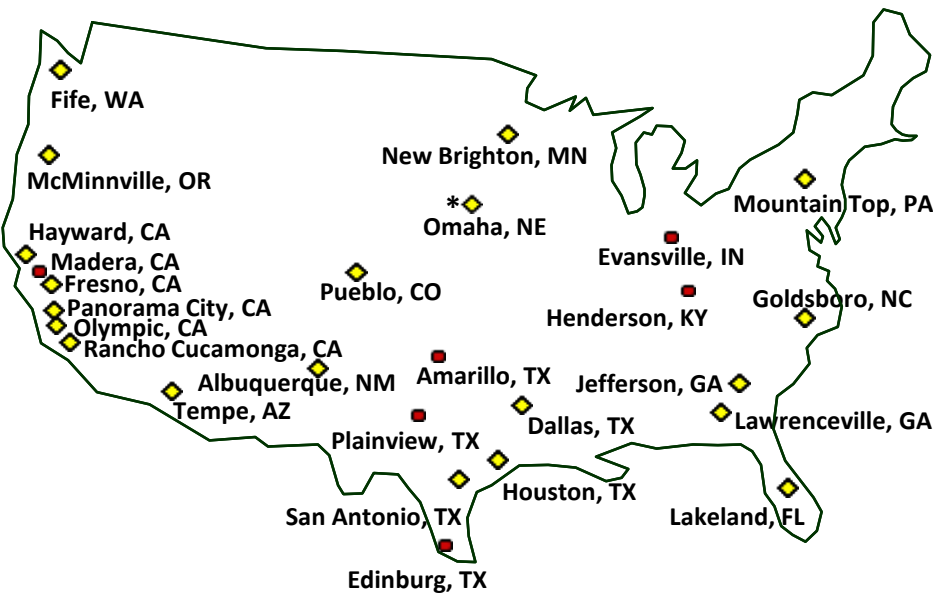 Fife, WA
New Brighton, MN
McMinnville, OR
Mountain Top, PA
*
Omaha, NE
Hayward, CA
Evansville, IN
Madera, CA
Fresno, CA
Pueblo, CO
Goldsboro, NC
Panorama City, CA
Henderson, KY
Olympic, CA
Rancho Cucamonga, CA
Amarillo, TX
Albuquerque, NM
Jefferson, GA
Tempe, AZ
Lawrenceville, GA
Dallas, TX
Plainview, TX
Houston, TX
San Antonio, TX
Lakeland, FL
Edinburg, TX